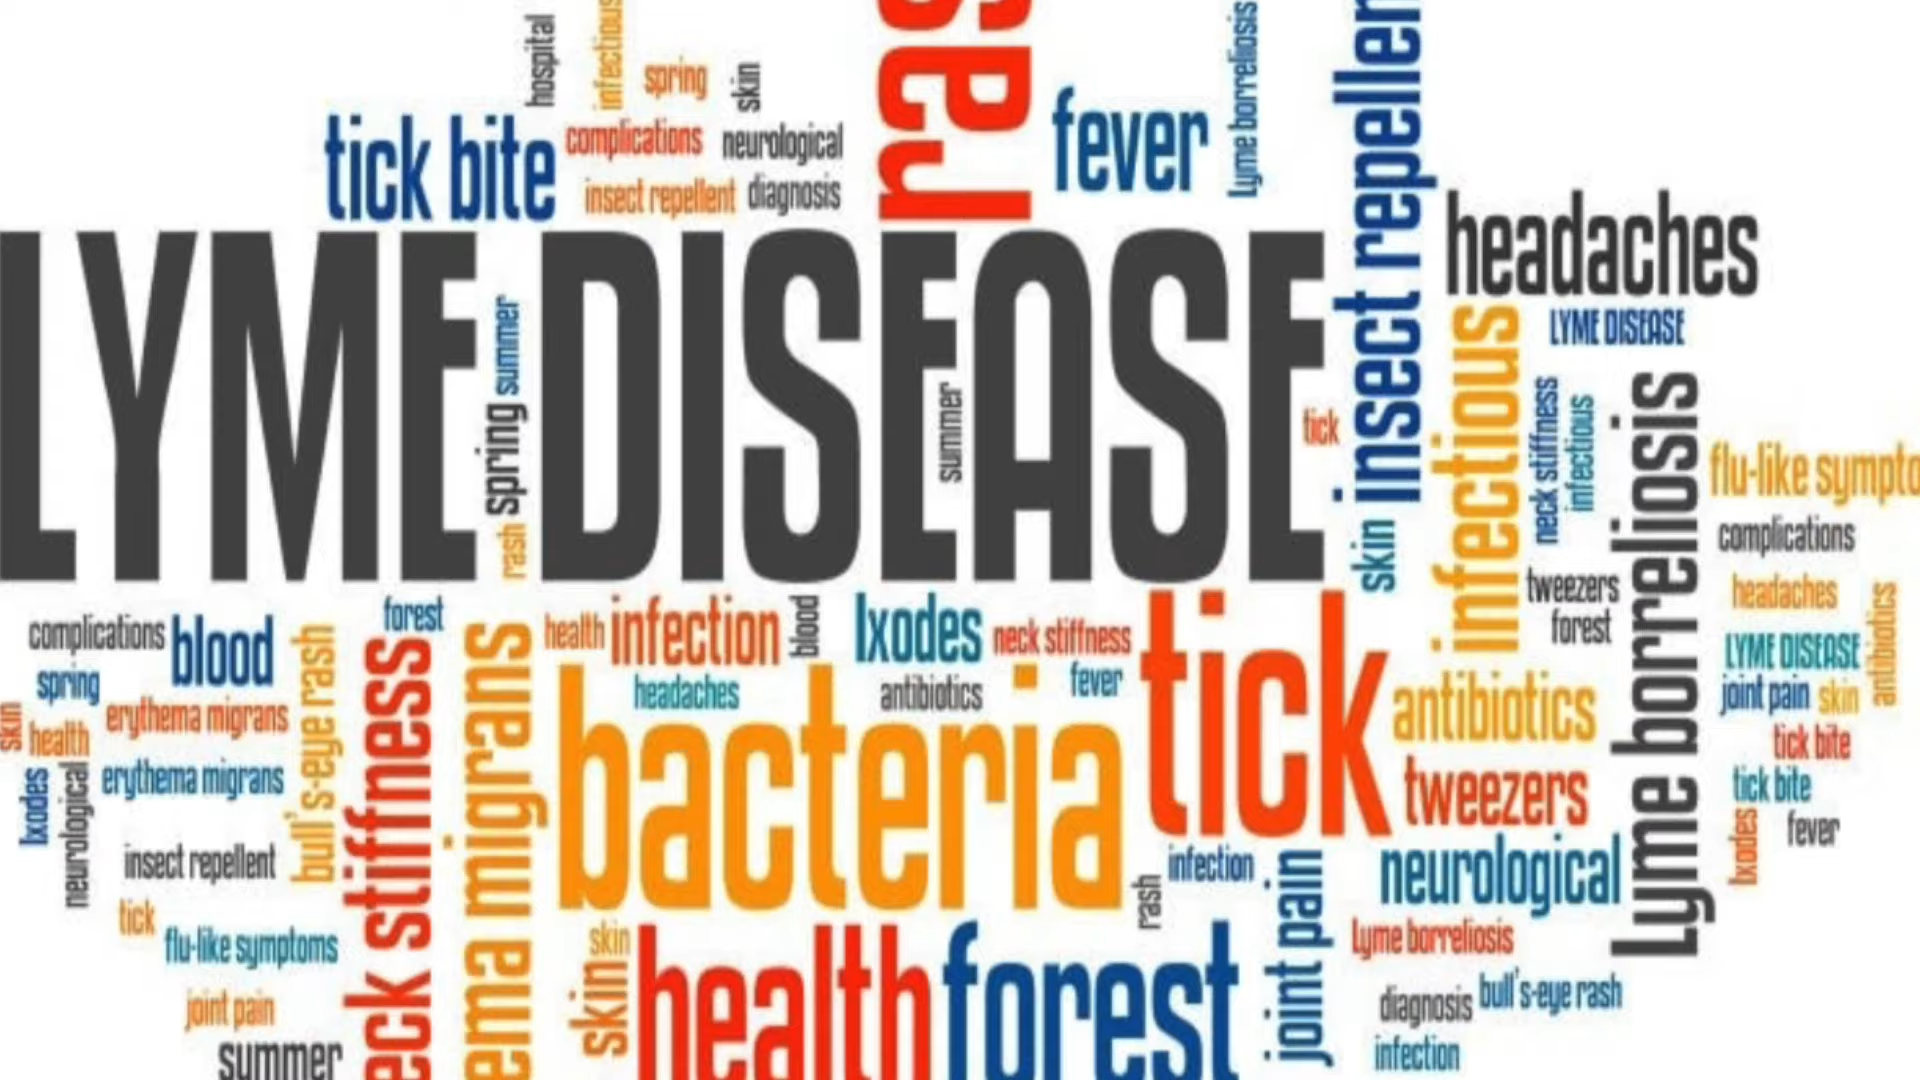 hospital
infectious
spring
skin
tick bite
complications
neurological
insect repellent
diagnosis
ras
fever
Lyme borreliosis
insect repellen
headaches
LYME DISEASE
LYME DISEASE
summer
spring
rash
summer
tick
skin
infectious
neck stiffness
infectious
Lyme borreliosis
flu-like sympto
complications
tweezers
forest
headaches
antibiotics
LYME DISEASE
joint pain
skin
tick bite
tick bite
Ixodes
fever
complications
blood
forest
spring
skin
health
erythema migrans
bull's-eye rash
Ixodes
neurological
erythema migrans
insect repellent
tick
flu-like symptoms
joint pain
summer
eck stiffness
ema migrans
health
infection
blood
Ixodes
neck stiffness
headaches
antibiotics
fever
bacteria
tick
antibiotics
tweezers
neurological
infection
rash
joint pain
Lyme borreliosis
diagnosis
bull's-eye rash
infection
skin
skin
health
forest